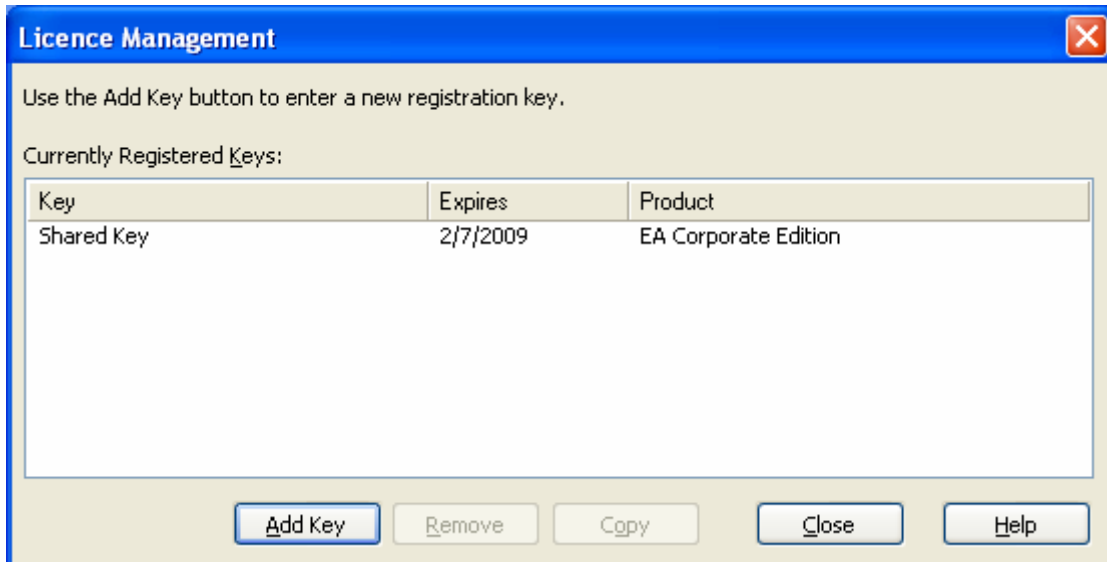 Licence Management
Use the Add Key button to enter a new registration key.
Currently Registered Keys:
Key Expires Product
Shared Key 2/7/2009 EA Corporate Edition
Add Key Remove Copy Close Help